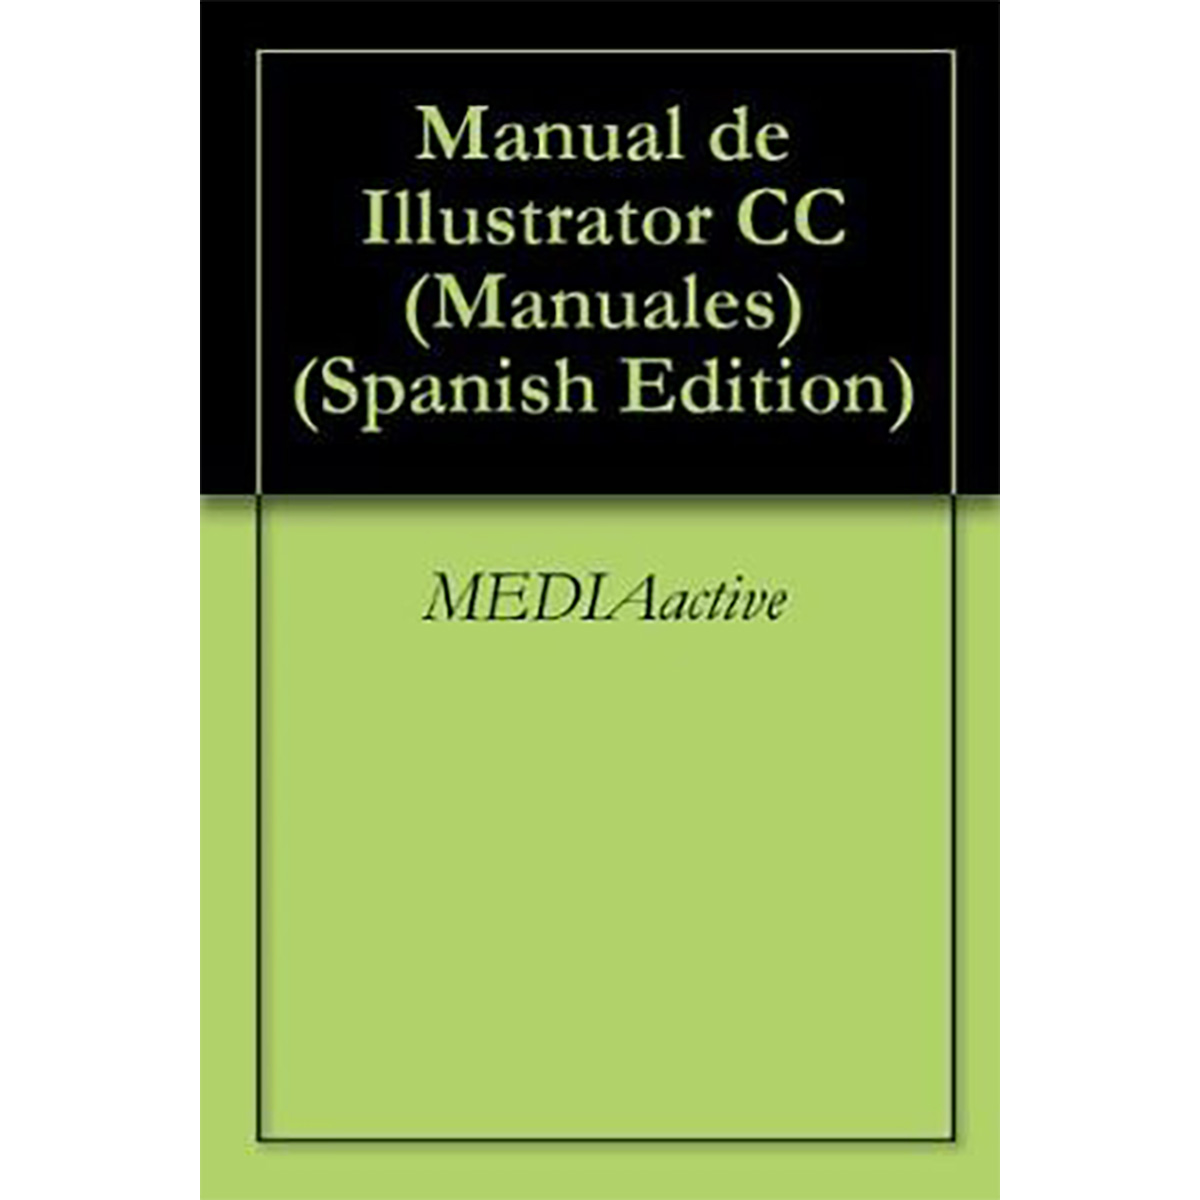 Manual de
Illustrator CC
(Manuales)
(Spanish Edition)
MEDIAactive